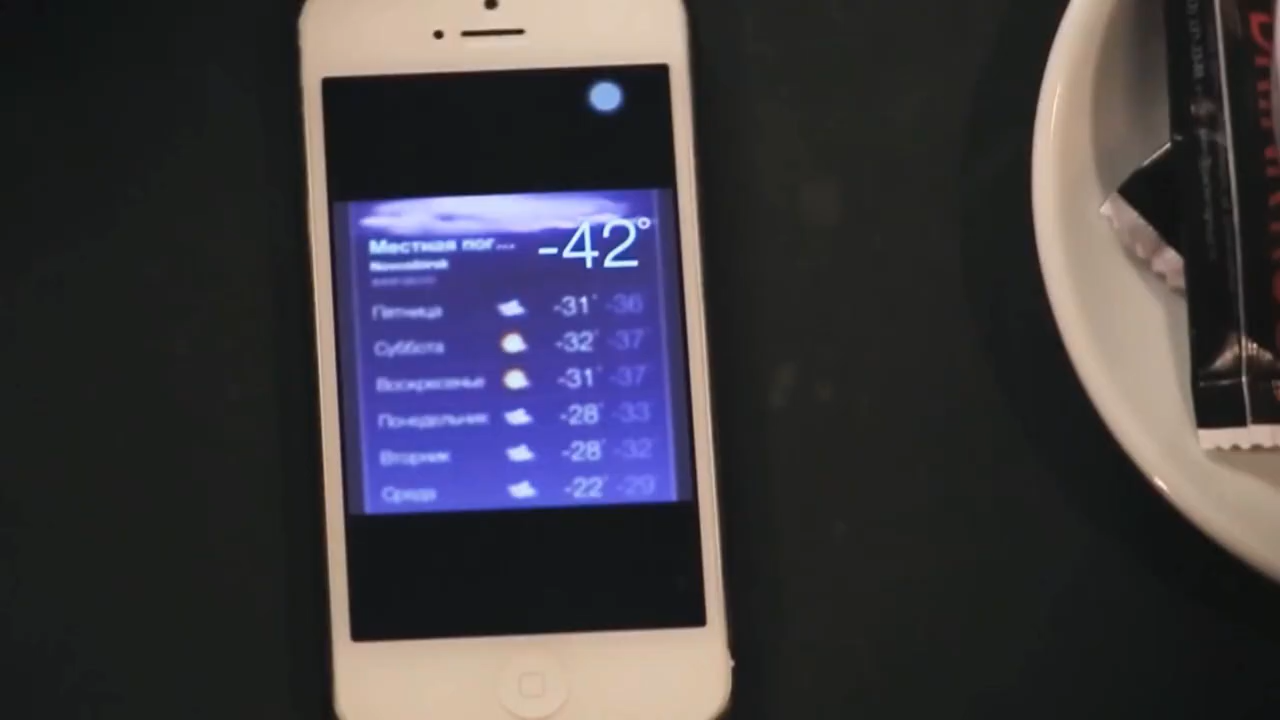 Местная пог... -42°
Пятница -31° -36
Суббота -32° -37°
Воскресенье -31° -37°
Понедельник -28° -33
Вторник -28° -32°
Среда -22° -29